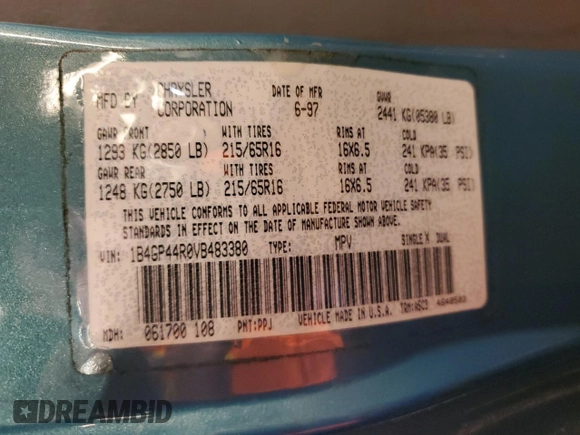 MFD BY CHRYSLER CORPORATION DATE OF MFR 6-97 GVWR 2441 KG(05380 LB)
GAWR FRONT WITH TIRES RIMS AT COLD
1293 KG(2850 LB) 215/65R16 16X6.5 241 KPA(35 PSI)
GAWR REAR WITH TIRES RIMS AT COLD
1248 KG(2750 LB) 215/65R16 16X6.5 241 KPA(35 PSI)
THIS VEHICLE CONFORMS TO ALL APPLICABLE FEDERAL MOTOR VEHICLE SAFETY
STANDARDS IN EFFECT ON THE DATE OF MANUFACTURE SHOWN ABOVE.
VIN: 1B4GP44R0VB483380 TYPE: MPV SINGLE X DUAL
MDH: 061700 108 PNT:PPJ VEHICLE MADE IN U.S.A. TRM:A5C3 4648503
DREAMBID